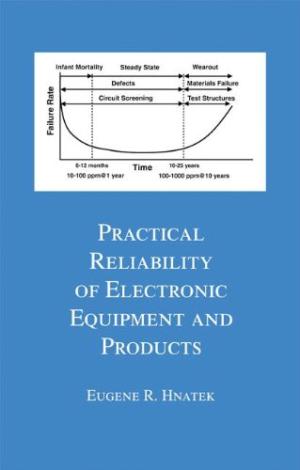 Infant Mortality Steady State Wearout
Defects Materials Failure
Circuit Screening Test Structures
Failure Rate
6-12 months Time 10-25 years
10-100 ppm@1 year 100-1000 ppm@10 years
PRACTICAL
RELIABILITY
OF ELECTRONIC
EQUIPMENT AND
PRODUCTS
EUGENE R. HNATEK